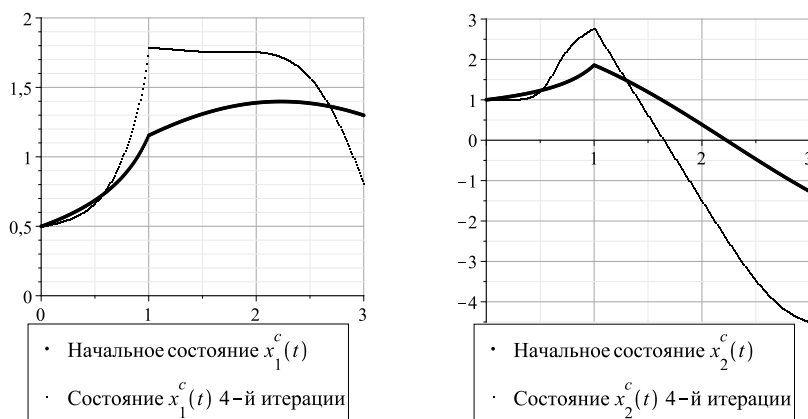 2
1,5
1
0,5
0
0 1 2 3
• Начальное состояние x₁ᶜ(t)
· Состояние x₁ᶜ(t) 4−й итерации
3
2
1
0
−1
−2
−3
−4
1 2 3
• Начальное состояние x₂ᶜ(t)
· Состояние x₂ᶜ(t) 4−й итерации